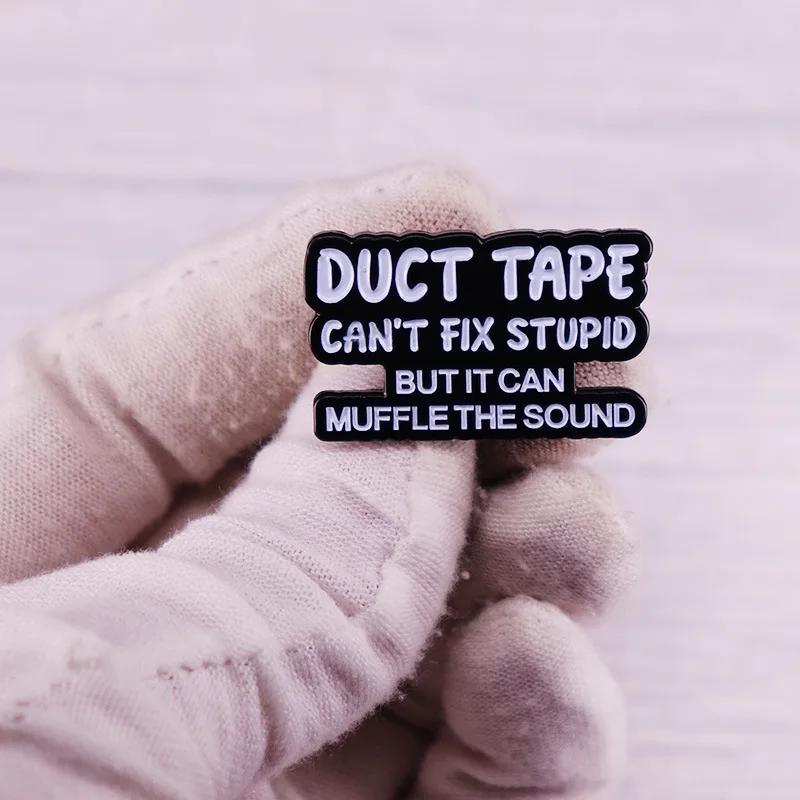 DUCT TAPE
CAN'T FIX STUPID
BUT IT CAN
MUFFLE THE SOUND